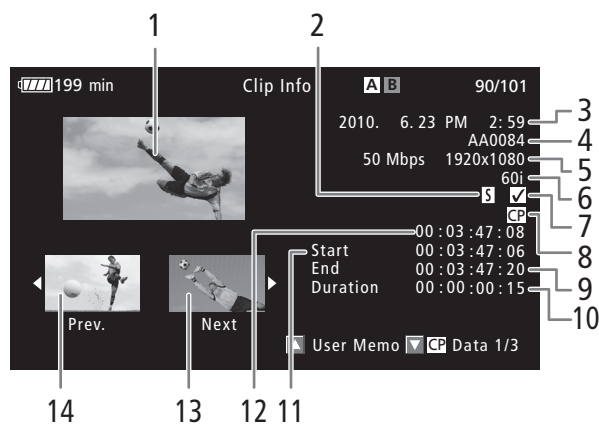 1 2
199 min Clip Info A B 90/101
2010. 6. 23 PM 2:59 3
AA0084 4
50 Mbps 1920x1080 5
60i 6
S ✓ 7
CP 8
00:03:47:08
Start 00:03:47:06
End 00:03:47:20 9
Duration 00:00:00:15 10
Prev. Next
User Memo CP Data 1/3
14 13 12 11